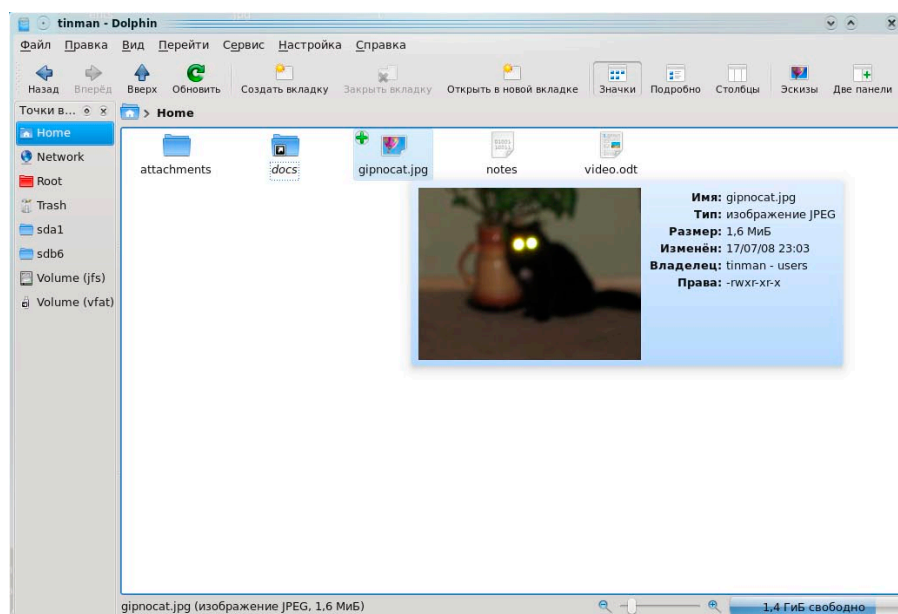 tinman - Dolphin
Файл Правка Вид Перейти Сервис Настройка Справка
Назад Вперёд Вверх Обновить Создать вкладку Закрыть вкладку Открыть в новой вкладке Значки Подробно Столбцы Эскизы Две панели
Точки в... > Home
Home
Network
Root
Trash
sda1
sdb6
Volume (jfs)
Volume (vfat)
attachments docs gipnocat.jpg notes video.odt
Имя: gipnocat.jpg
Тип: изображение JPEG
Размер: 1,6 МиБ
Изменён: 17/07/08 23:03
Владелец: tinman - users
Права: -rwxr-xr-x
gipnocat.jpg (изображение JPEG, 1,6 МиБ) 1,4 ГиБ свободно